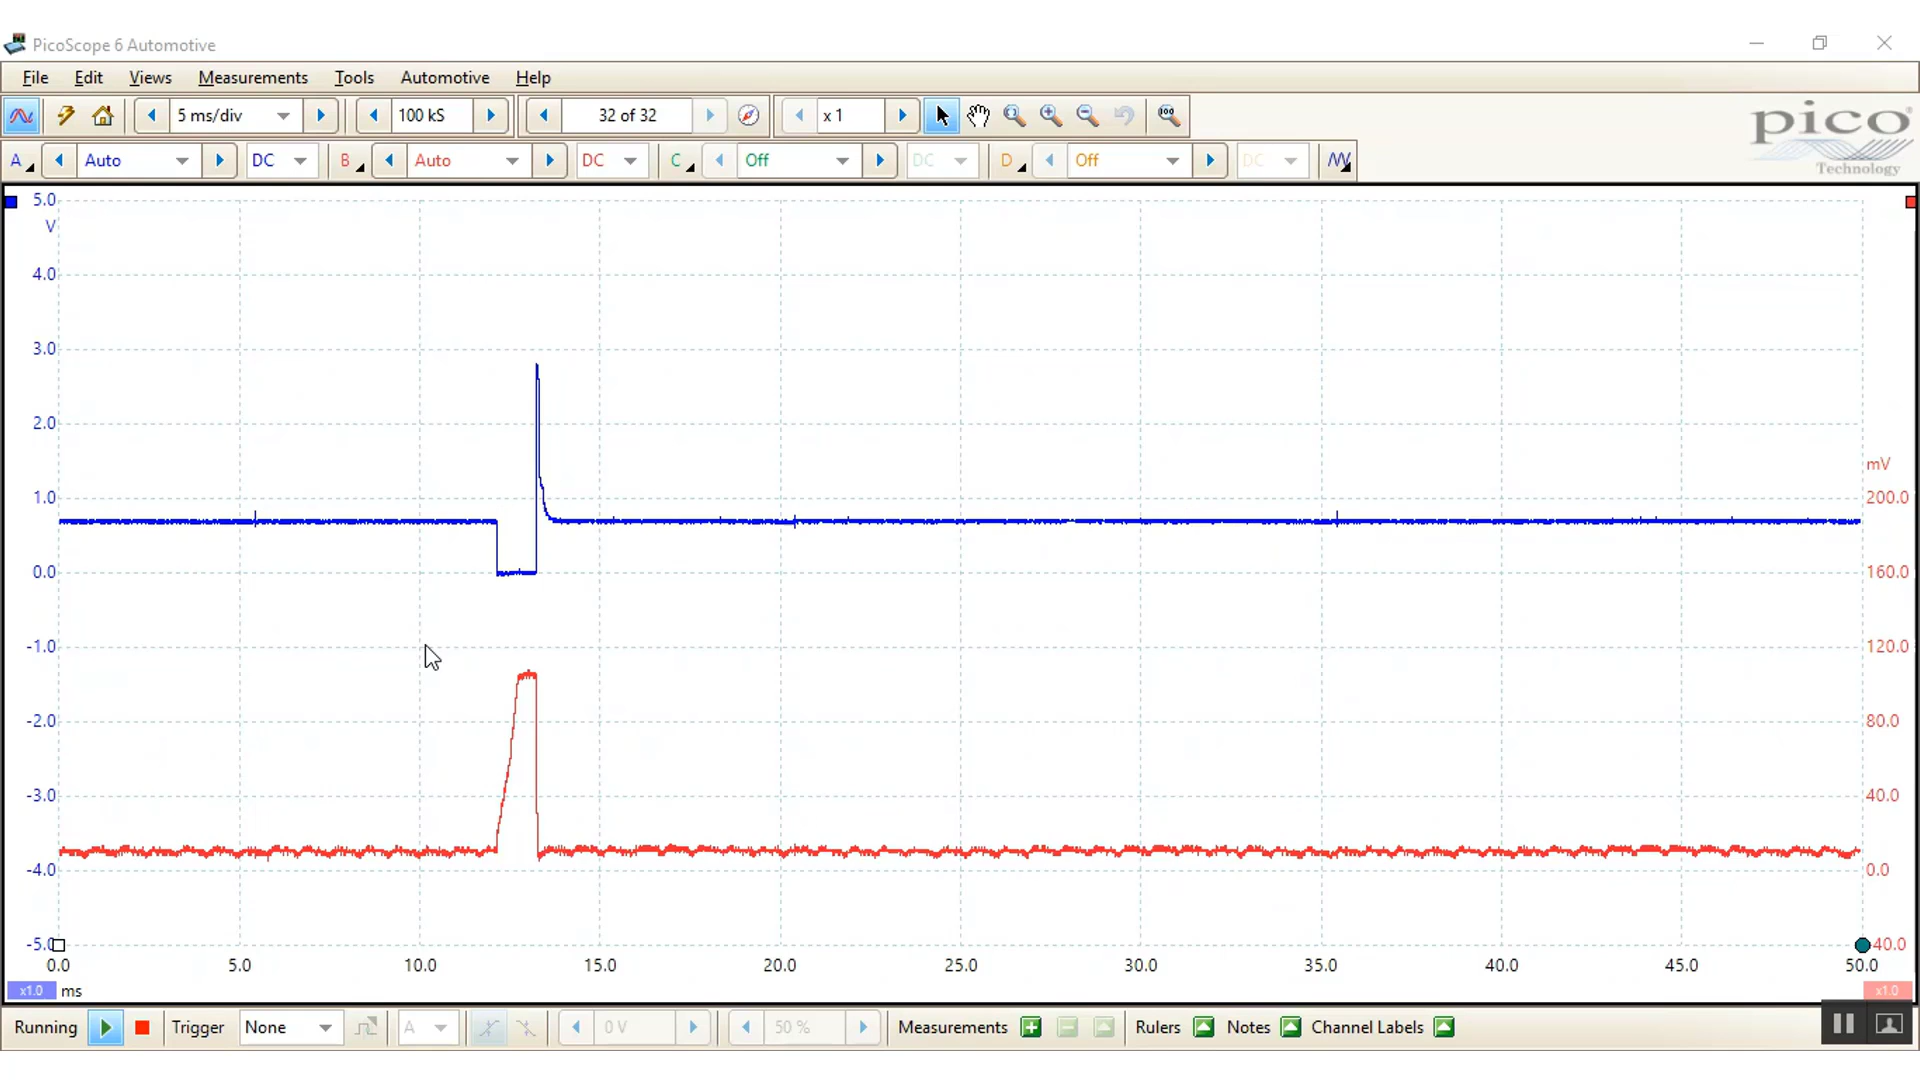 PicoScope 6 Automotive
File Edit Views Measurements Tools Automotive Help
5 ms/div 100 kS 32 of 32 x 1 100
pico
Technology
A Auto DC B Auto DC C Off DC D Off DC
5.0
V
4.0
3.0
2.0
1.0
0.0
-1.0
-2.0
-3.0
-4.0
-5.0
mV
200.0
160.0
120.0
80.0
40.0
0.0
-40.0
0.0 5.0 10.0 15.0 20.0 25.0 30.0 35.0 40.0 45.0 50.0
x1.0 ms x1.0
Running Trigger None A 0 V 50 % Measurements Rulers Notes Channel Labels